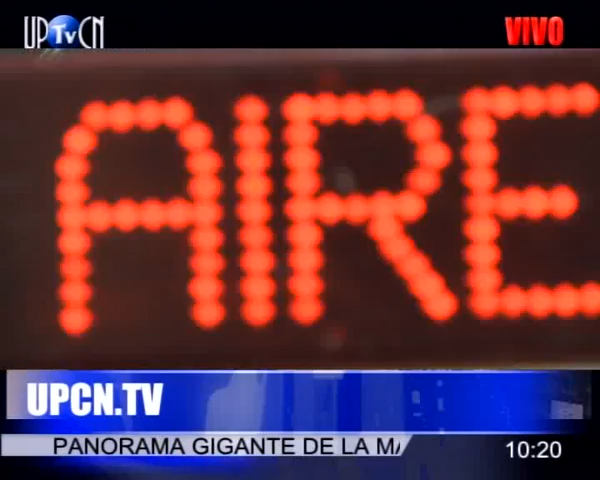 UPTvCN
VIVO
AIRE
UPCN.TV
PANORAMA GIGANTE DE LA
10:20